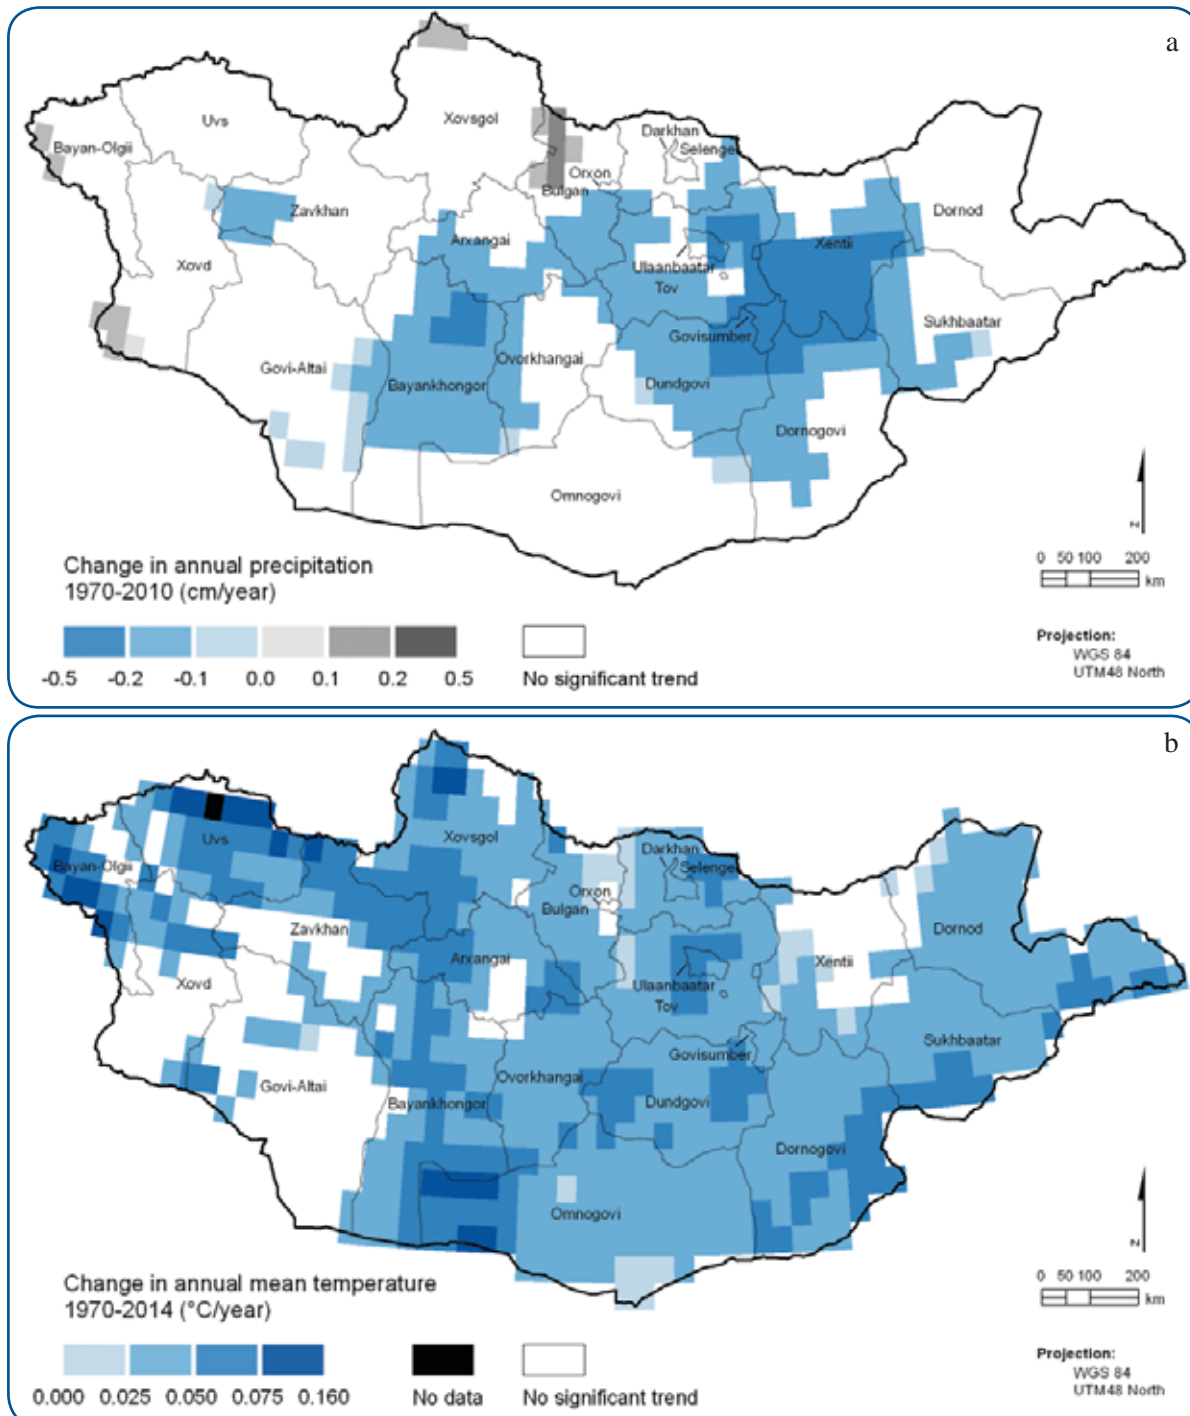 a
Uvs
Xovsgol
Bayan-Olgii
Darkhan
Selenge
Orxon
Bulgan
Zavkhan
Dornod
Arxangai
Xentii
Xovd
Ulaanbaatar
Tov
Sukhbaatar
Govisumber
Ovorkhangai
Govi-Altai
Bayankhongor
Dundgovi
Dornogovi
Omnogovi
N
Change in annual precipitation
1970-2010 (cm/year)
-0.5 -0.2 -0.1 0.0 0.1 0.2 0.5
No significant trend
0 50 100 200
km
Projection:
WGS 84
UTM48 North
b
Uvs
Xovsgol
Bayan-Olgii
Darkhan
Selenge
Orxon
Bulgan
Zavkhan
Dornod
Arxangai
Xentii
Xovd
Ulaanbaatar
Tov
Sukhbaatar
Govisumber
Ovorkhangai
Govi-Altai
Bayankhongor
Dundgovi
Dornogovi
Omnogovi
N
Change in annual mean temperature
1970-2014 (°C/year)
0.000 0.025 0.050 0.075 0.160
No data
No significant trend
0 50 100 200
km
Projection:
WGS 84
UTM48 North